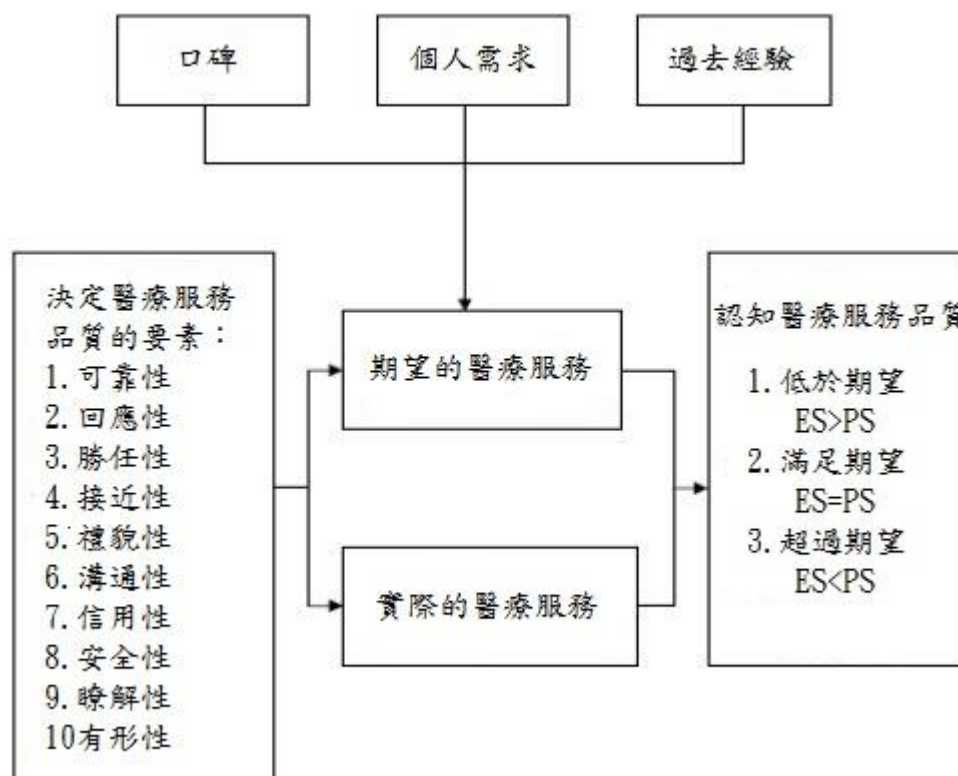 口碑
個人需求
過去經驗
決定醫療服務
品質的要素：
1.可靠性
2.回應性
3.勝任性
4.接近性
5.禮貌性
6.溝通性
7.信用性
8.安全性
9.瞭解性
10有形性
期望的醫療服務
實際的醫療服務
認知醫療服務品質
1.低於期望
ES>PS
2.滿足期望
ES=PS
3.超過期望
ES<PS